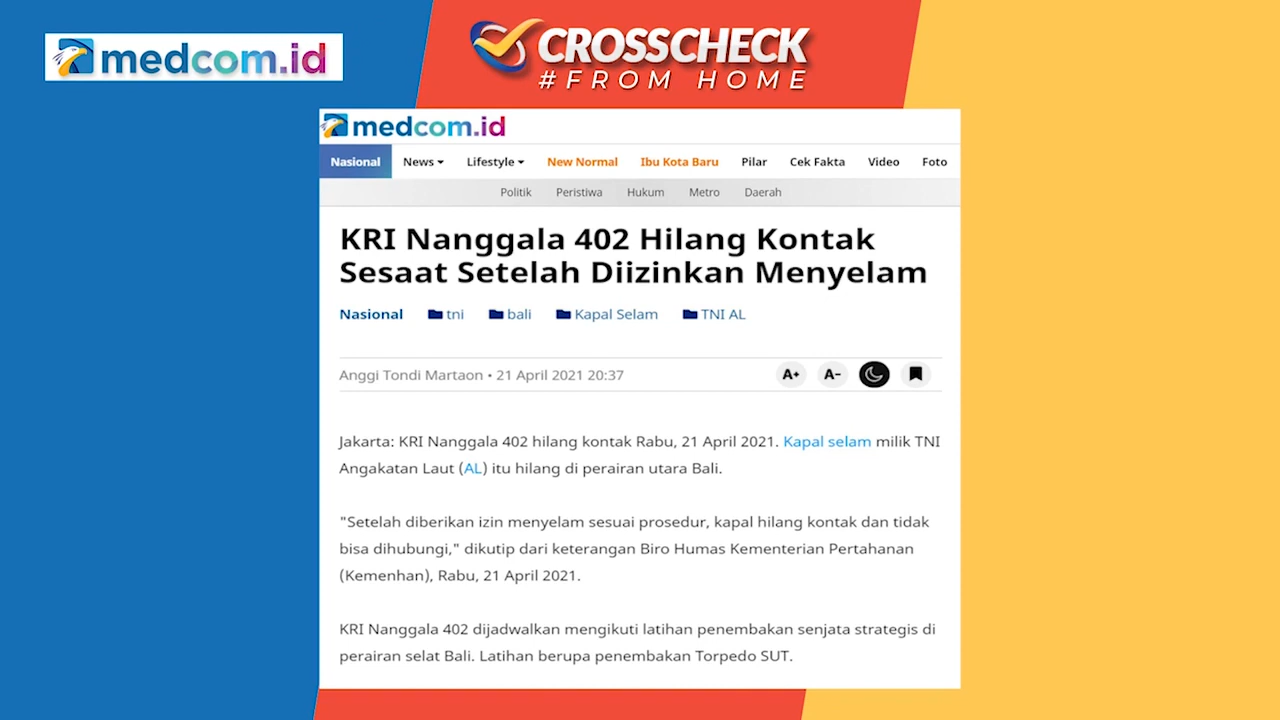 medcom.id
CROSSCHECK
#FROM HOME
medcom.id
Nasional News Lifestyle New Normal Ibu Kota Baru Pilar Cek Fakta Video Foto
Politik Peristiwa Hukum Metro Daerah
KRI Nanggala 402 Hilang Kontak
Sesaat Setelah Diizinkan Menyelam
Nasional tni bali Kapal Selam TNI AL
Anggi Tondi Martaon • 21 April 2021 20:37 A+ A-
Jakarta: KRI Nanggala 402 hilang kontak Rabu, 21 April 2021. Kapal selam milik TNI
Angakatan Laut (AL) itu hilang di perairan utara Bali.
"Setelah diberikan izin menyelam sesuai prosedur, kapal hilang kontak dan tidak
bisa dihubungi," dikutip dari keterangan Biro Humas Kementerian Pertahanan
(Kemenhan), Rabu, 21 April 2021.
KRI Nanggala 402 dijadwalkan mengikuti latihan penembakan senjata strategis di
perairan selat Bali. Latihan berupa penembakan Torpedo SUT.